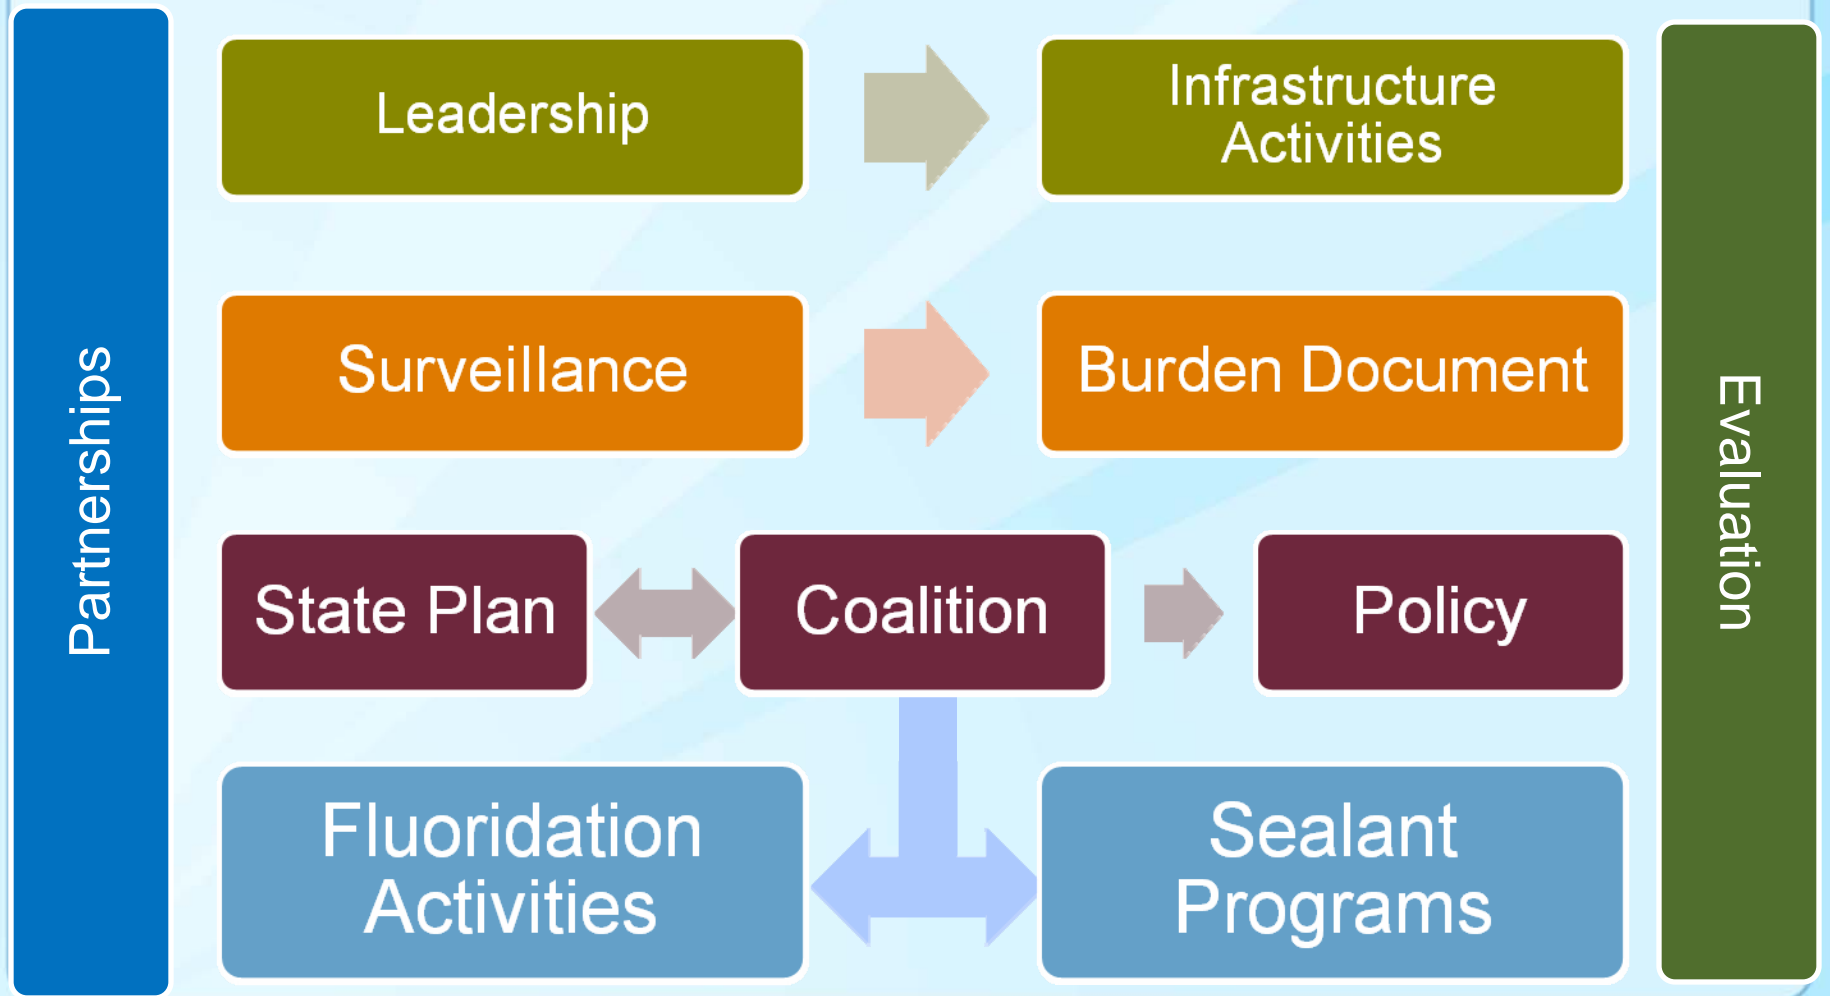 Partnerships
Leadership
Infrastructure
Activities
Surveillance
Burden Document
State Plan
Coalition
Policy
Fluoridation
Activities
Sealant
Programs
Evaluation